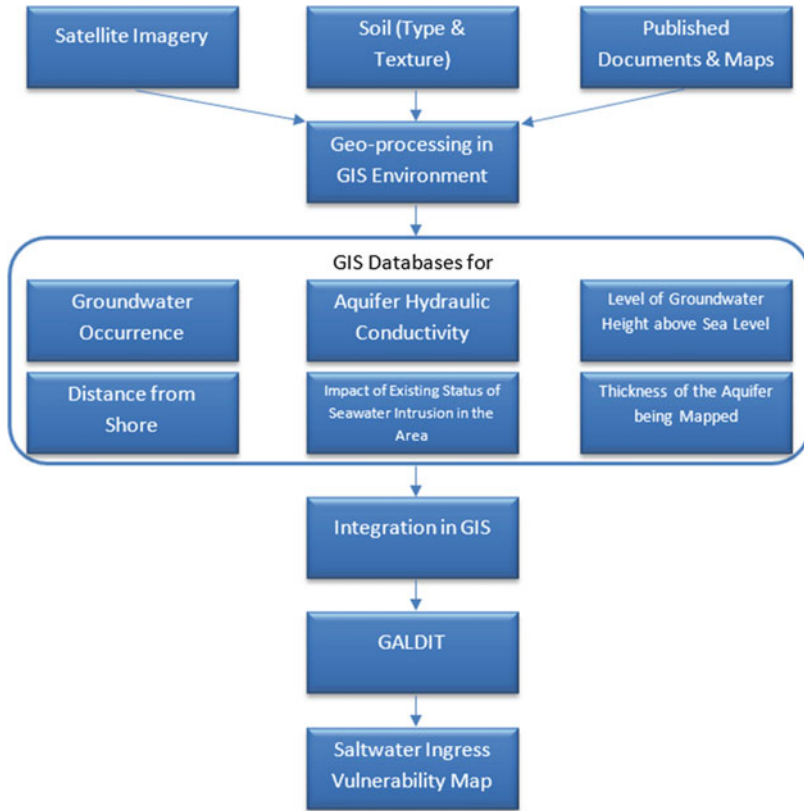 Satellite Imagery
Soil (Type &
Texture)
Published
Documents & Maps
Geo-processing in
GIS Environment
GIS Databases for
Groundwater
Occurrence
Aquifer Hydraulic
Conductivity
Level of Groundwater
Height above Sea Level
Distance from
Shore
Impact of Existing Status of
Seawater Intrusion in the
Area
Thickness of the Aquifer
being Mapped
Integration in GIS
GALDIT
Saltwater Ingress
Vulnerability Map